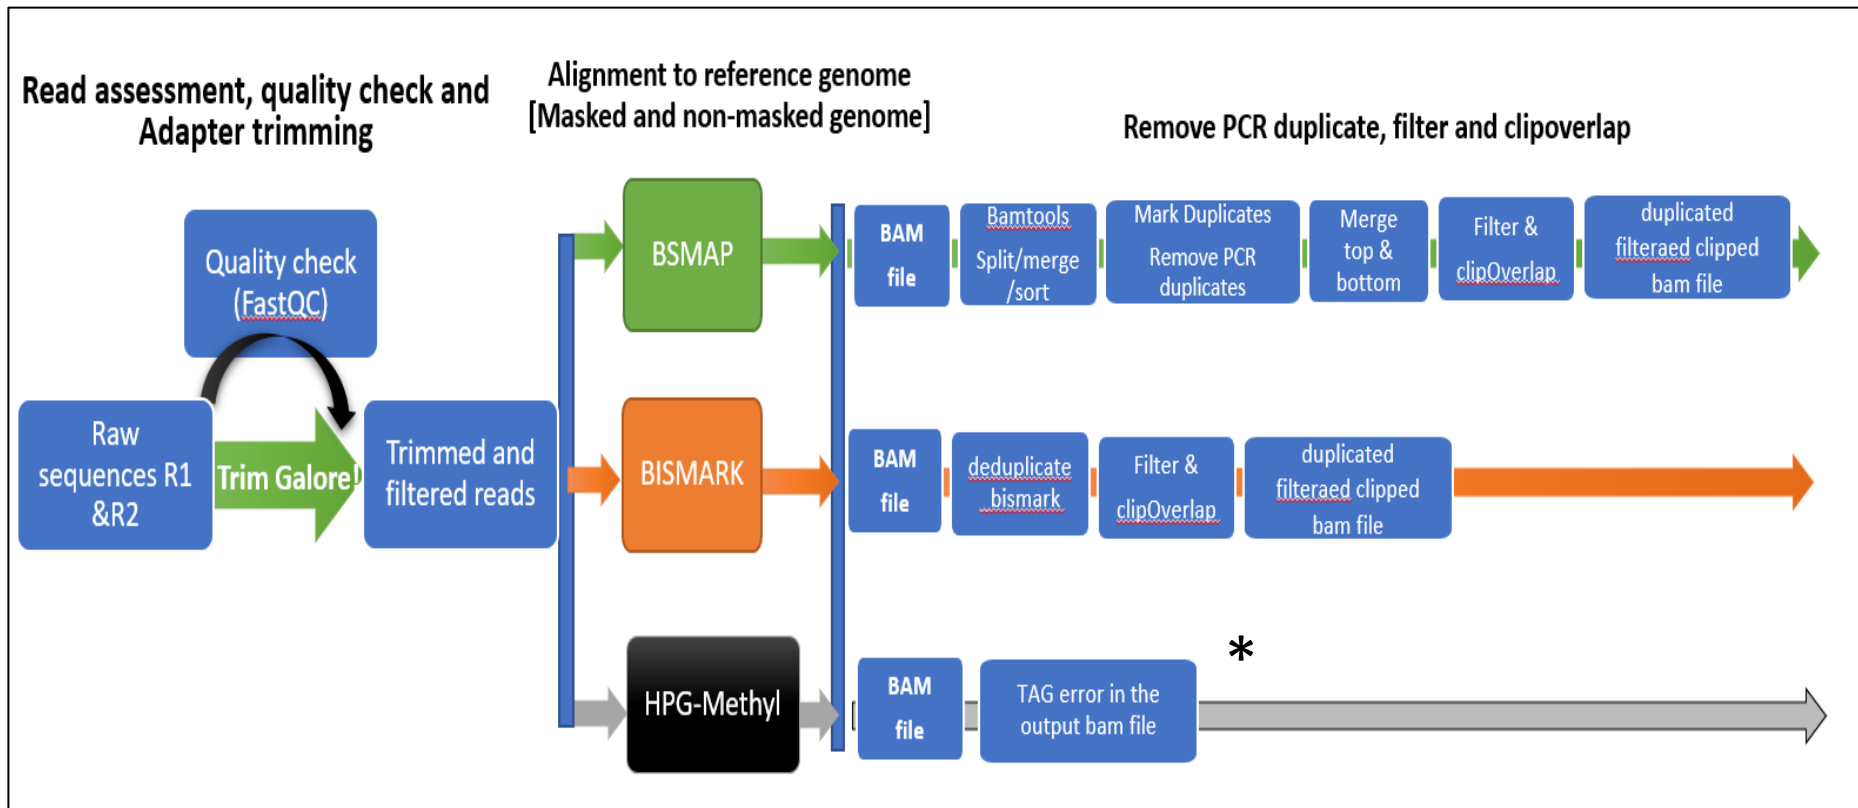 Read assessment, quality check and
Adapter trimming
Alignment to reference genome
[Masked and non-masked genome]
Remove PCR duplicate, filter and clipoverlap
Quality check
(FastQC)
Raw
sequences R1
&R2
Trim Galore!
Trimmed and
filtered reads
BSMAP
BAM
file
Bamtools
Split/merge
/sort
Mark Duplicates
Remove PCR
duplicates
Merge
top &
bottom
Filter &
clipOverlap
duplicated
filteraed clipped
bam file
BISMARK
BAM
file
deduplicate
_bismark
Filter &
clipOverlap
duplicated
filteraed clipped
bam file
HPG-Methyl
BAM
file
TAG error in the
output bam file
*